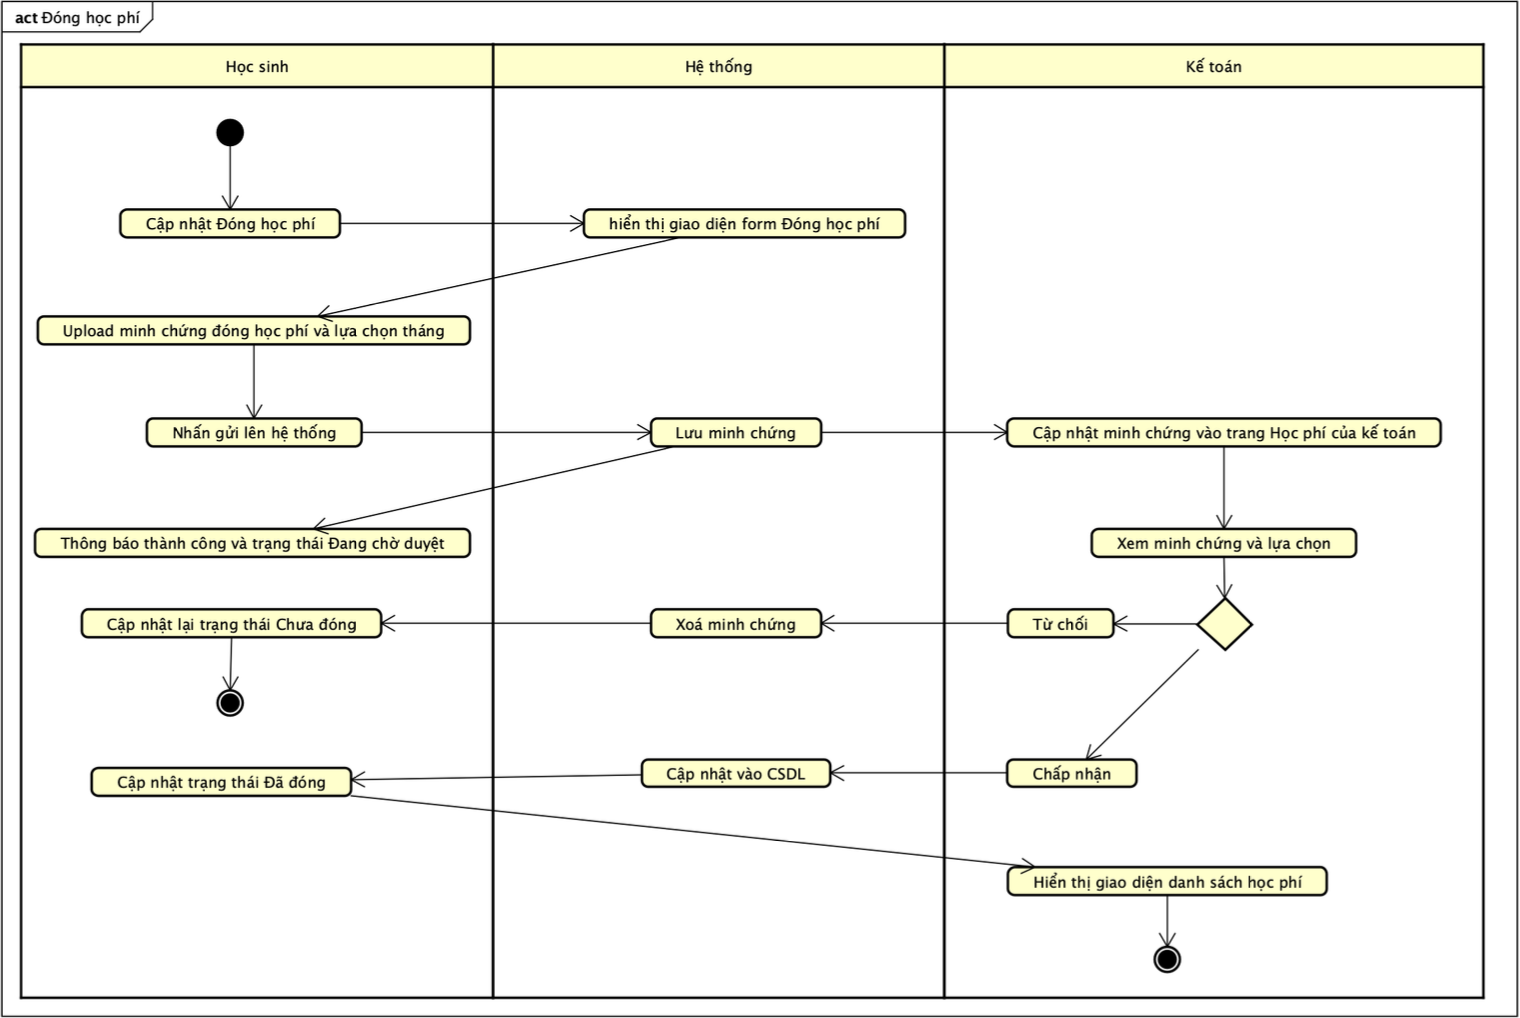 act Đóng học phí
Học sinh
Hệ thống
Kế toán
Cập nhật Đóng học phí
hiển thị giao diện form Đóng học phí
Upload minh chứng đóng học phí và lựa chọn tháng
Nhấn gửi lên hệ thống
Lưu minh chứng
Cập nhật minh chứng vào trang Học phí của kế toán
Thông báo thành công và trạng thái Đang chờ duyệt
Xem minh chứng và lựa chọn
Cập nhật lại trạng thái Chưa đóng
Xoá minh chứng
Từ chối
Cập nhật trạng thái Đã đóng
Cập nhật vào CSDL
Chấp nhận
Hiển thị giao diện danh sách học phí